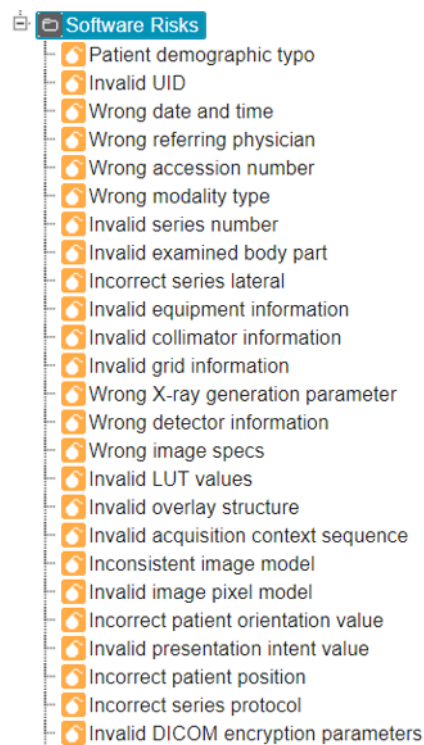 Software Risks
Patient demographic typo
Invalid UID
Wrong date and time
Wrong referring physician
Wrong accession number
Wrong modality type
Invalid series number
Invalid examined body part
Incorrect series lateral
Invalid equipment information
Invalid collimator information
Invalid grid information
Wrong X-ray generation parameter
Wrong detector information
Wrong image specs
Invalid LUT values
Invalid overlay structure
Invalid acquisition context sequence
Inconsistent image model
Invalid image pixel model
Incorrect patient orientation value
Invalid presentation intent value
Incorrect patient position
Incorrect series protocol
Invalid DICOM encryption parameters